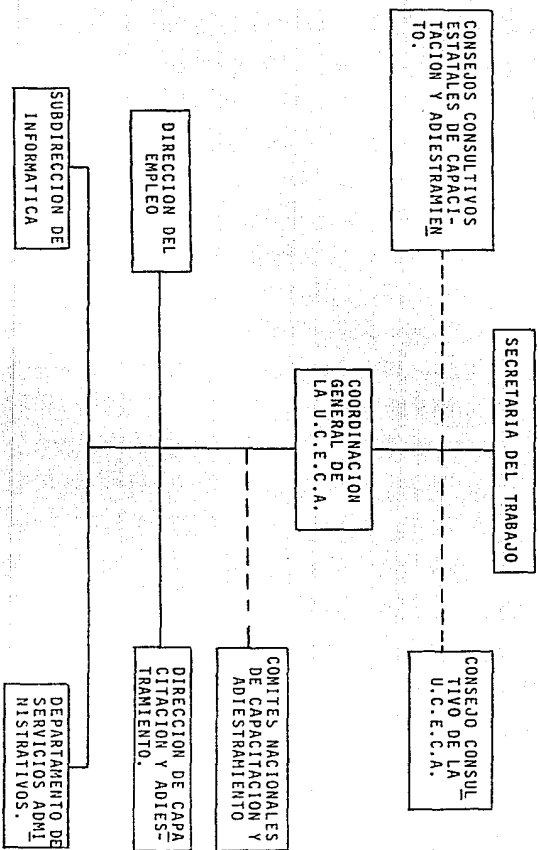 SECRETARIA DEL TRABAJO
CONSEJOS CONSULTIVOS
ESTATALES DE CAPACI-
TACION Y ADIESTRAMIEN
TO.
CONSEJO CONSUL
TIVO DE LA
U.C.E.C.A.
COORDINACION
GENERAL DE
LA U.C.E.C.A.
COMITES NACIONALES
DE CAPACITACION Y
ADIESTRAMIENTO
DIRECCION DEL
EMPLEO
DIRECCION DE CAPA
CITACION Y ADIES-
TRAMIENTO.
SUBDIRECCION DE
INFORMATICA
DEPARTAMENTO DE
SERVICIOS ADMI
NISTRATIVOS.